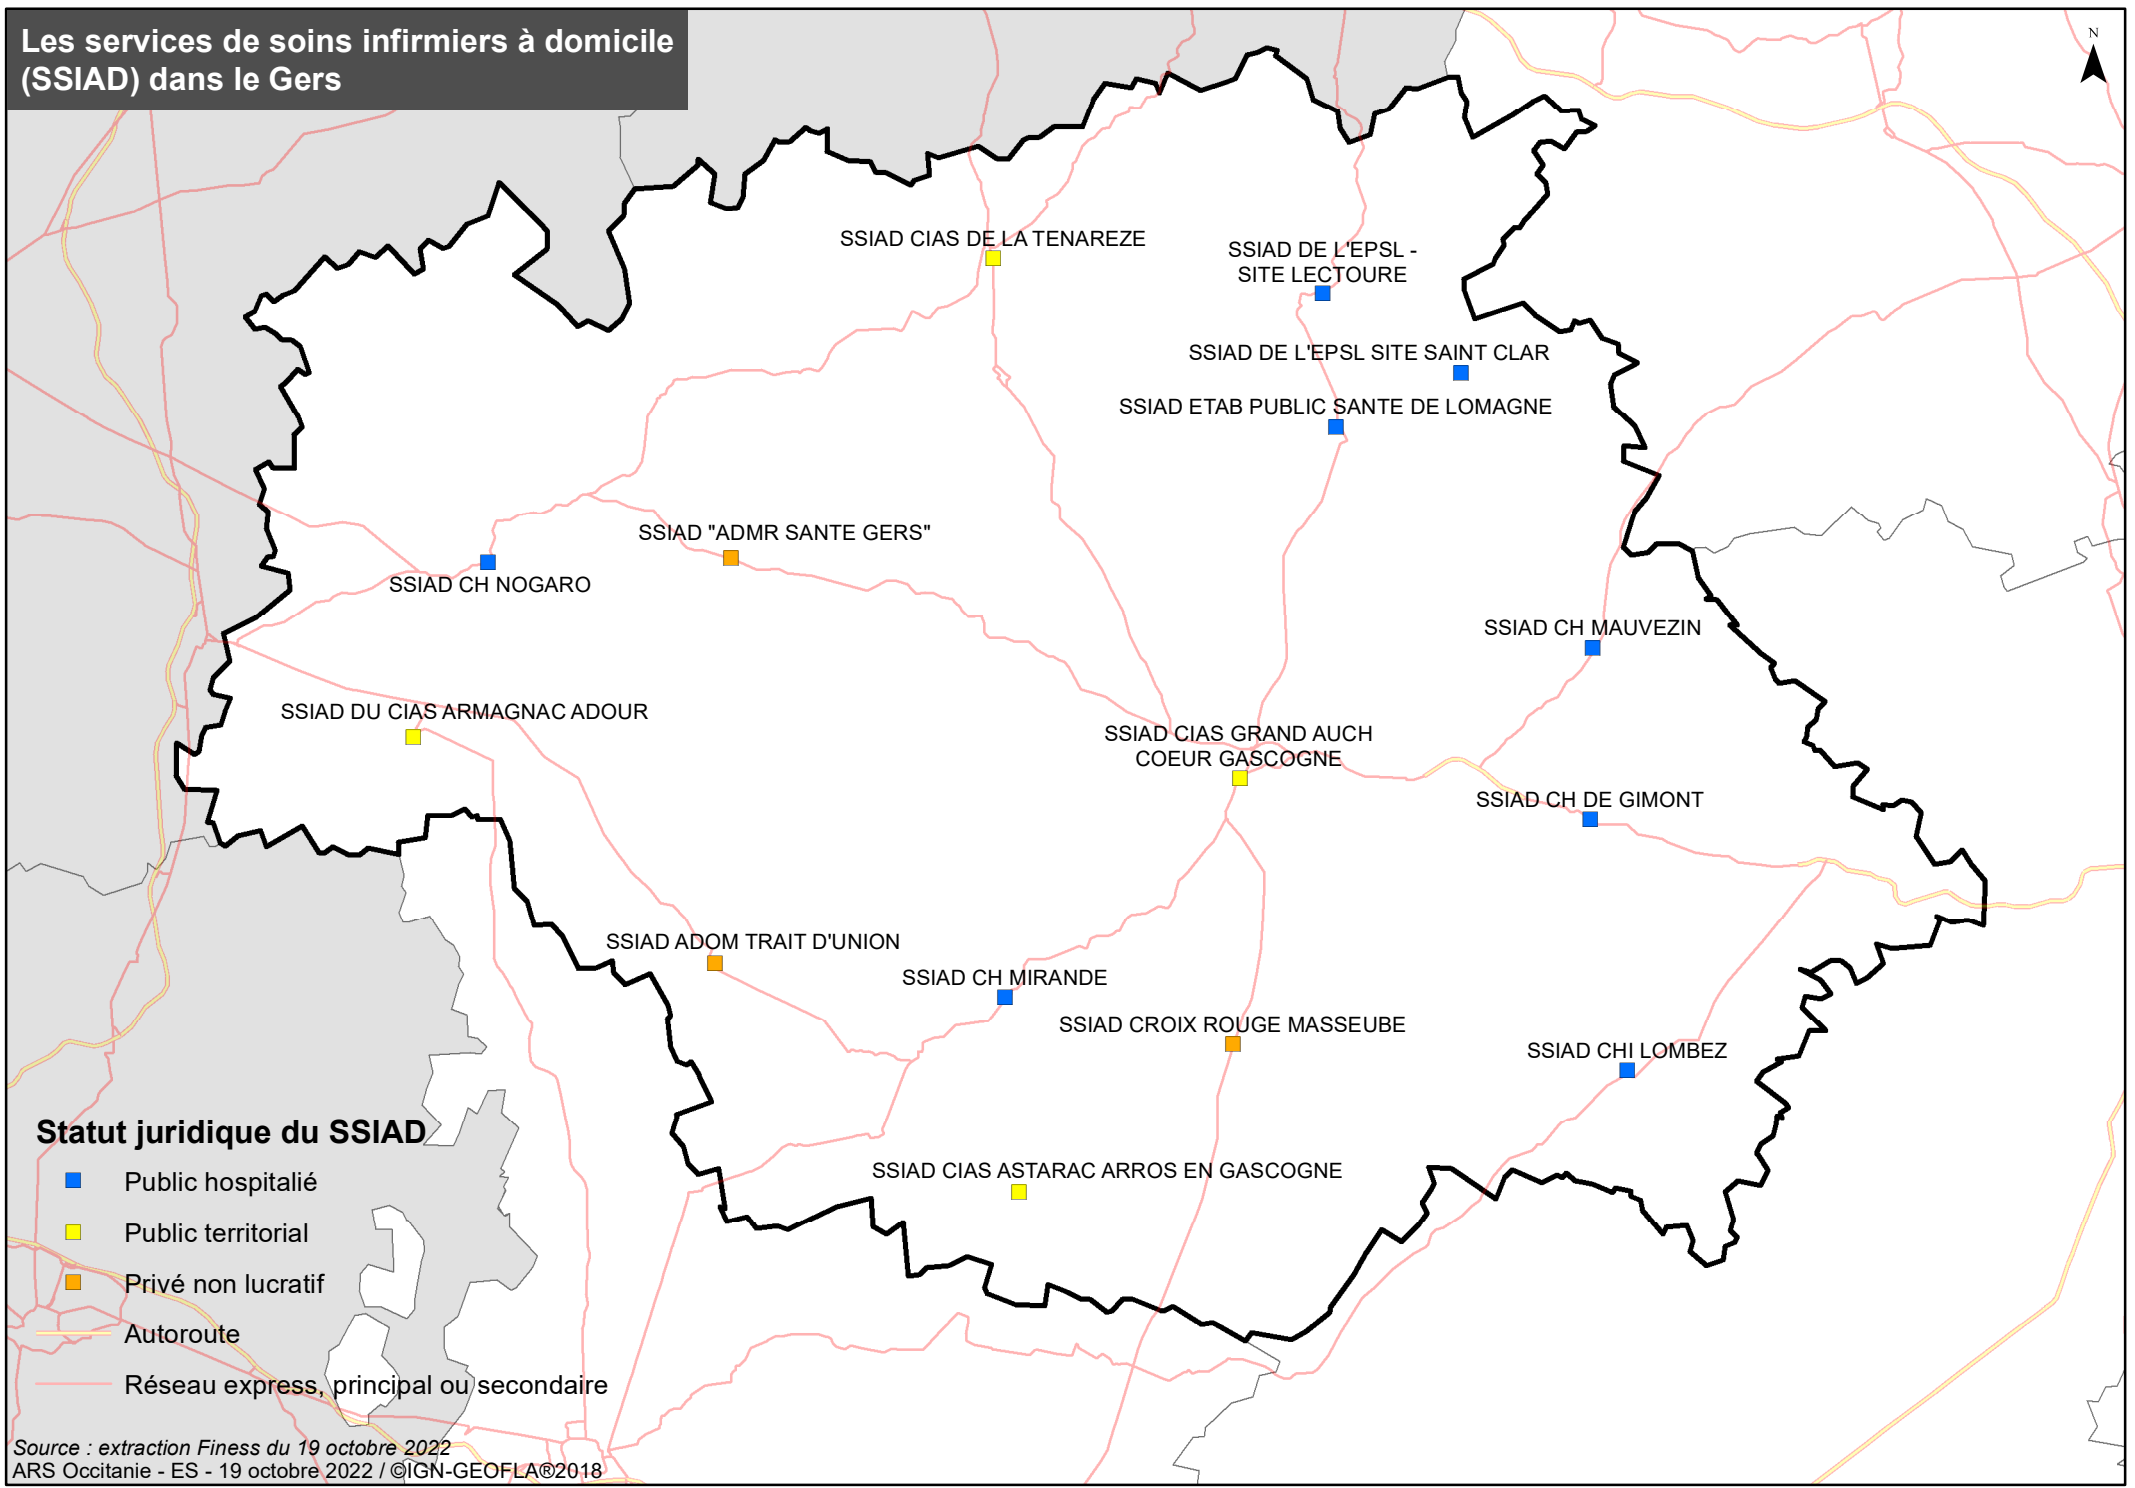 Les services de soins infirmiers à domicile
(SSIAD) dans le Gers
N
SSIAD CIAS DE LA TENAREZE
SSIAD DE L'EPSL -
SITE LECTOURE
SSIAD DE L'EPSL SITE SAINT CLAR
SSIAD ETAB PUBLIC SANTE DE LOMAGNE
SSIAD "ADMR SANTE GERS"
SSIAD CH NOGARO
SSIAD CH MAUVEZIN
SSIAD DU CIAS ARMAGNAC ADOUR
SSIAD CIAS GRAND AUCH
COEUR GASCOGNE
SSIAD CH DE GIMONT
SSIAD ADOM TRAIT D'UNION
SSIAD CH MIRANDE
SSIAD CROIX ROUGE MASSEUBE
SSIAD CHI LOMBEZ
SSIAD CIAS ASTARAC ARROS EN GASCOGNE
Statut juridique du SSIAD
Public hospitalié
Public territorial
Privé non lucratif
Autoroute
Réseau express, principal ou secondaire
Source : extraction Finess du 19 octobre 2022
ARS Occitanie - ES - 19 octobre 2022 / ©IGN-GEOFLA®2018